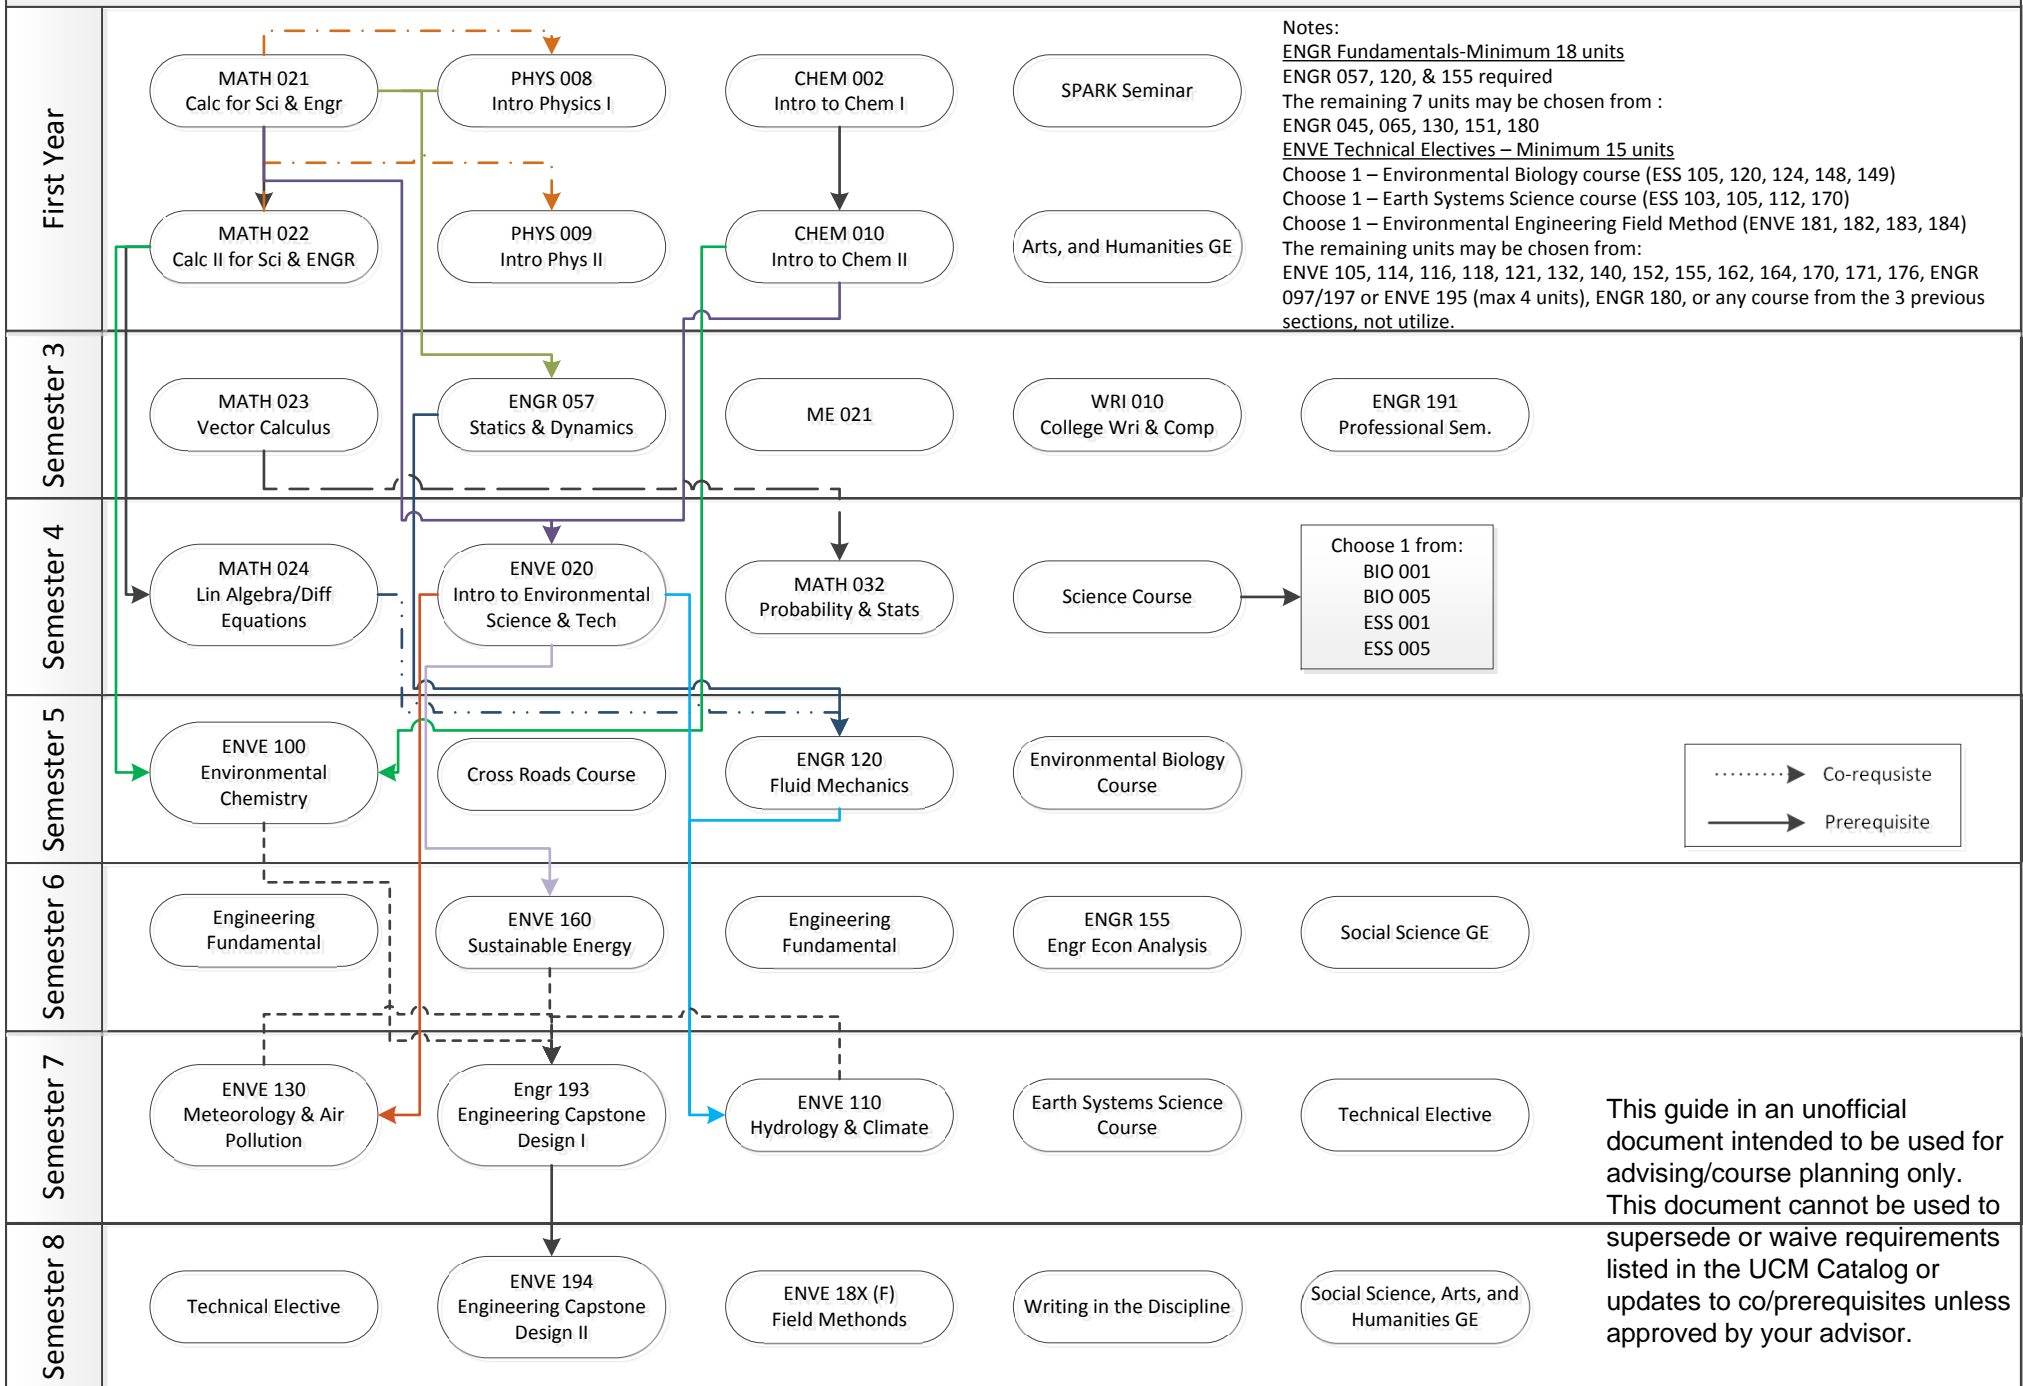 First Year
MATH 021
Calc for Sci & Engr
PHYS 008
Intro Physics I
CHEM 002
Intro to Chem I
SPARK Seminar
Notes:
ENGR Fundamentals-Minimum 18 units
ENGR 057, 120, & 155 required
The remaining 7 units may be chosen from :
ENGR 045, 065, 130, 151, 180
ENVE Technical Electives – Minimum 15 units
Choose 1 – Environmental Biology course (ESS 105, 120, 124, 148, 149)
Choose 1 – Earth Systems Science course (ESS 103, 105, 112, 170)
Choose 1 – Environmental Engineering Field Method (ENVE 181, 182, 183, 184)
The remaining units may be chosen from:
ENVE 105, 114, 116, 118, 121, 132, 140, 152, 155, 162, 164, 170, 171, 176, ENGR
097/197 or ENVE 195 (max 4 units), ENGR 180, or any course from the 3 previous
sections, not utilize.
MATH 022
Calc II for Sci & ENGR
PHYS 009
Intro Phys II
CHEM 010
Intro to Chem II
Arts, and Humanities GE
Semester 3
MATH 023
Vector Calculus
ENGR 057
Statics & Dynamics
ME 021
WRI 010
College Wri & Comp
ENGR 191
Professional Sem.
Semester 4
MATH 024
Lin Algebra/Diff
Equations
ENVE 020
Intro to Environmental
Science & Tech
MATH 032
Probability & Stats
Science Course
Choose 1 from:
BIO 001
BIO 005
ESS 001
ESS 005
Semester 5
ENVE 100
Environmental
Chemistry
Cross Roads Course
ENGR 120
Fluid Mechanics
Environmental Biology
Course
Co-requsiste
Prerequisite
Semester 6
Engineering
Fundamental
ENVE 160
Sustainable Energy
Engineering
Fundamental
ENGR 155
Engr Econ Analysis
Social Science GE
Semester 7
ENVE 130
Meteorology & Air
Pollution
Engr 193
Engineering Capstone
Design I
ENVE 110
Hydrology & Climate
Earth Systems Science
Course
Technical Elective
This guide in an unofficial
document intended to be used for
advising/course planning only.
This document cannot be used to
supersede or waive requirements
listed in the UCM Catalog or
updates to co/prerequisites unless
approved by your advisor.
Semester 8
Technical Elective
ENVE 194
Engineering Capstone
Design II
ENVE 18X (F)
Field Methonds
Writing in the Discipline
Social Science, Arts, and
Humanities GE